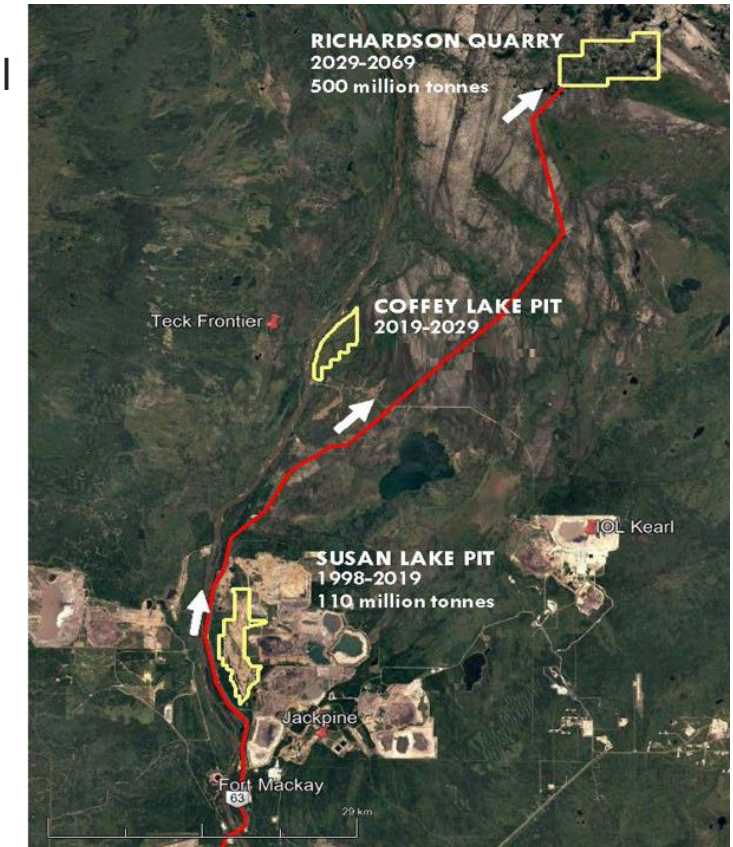 l
RICHARDSON QUARRY
2029-2069
500 million tonnes
COFFEY LAKE PIT
2019-2029
Teck Frontier
IOL Kearl
SUSAN LAKE PIT
1998-2019
110 million tonnes
Jackpine
Fort Mackay
63
29 km